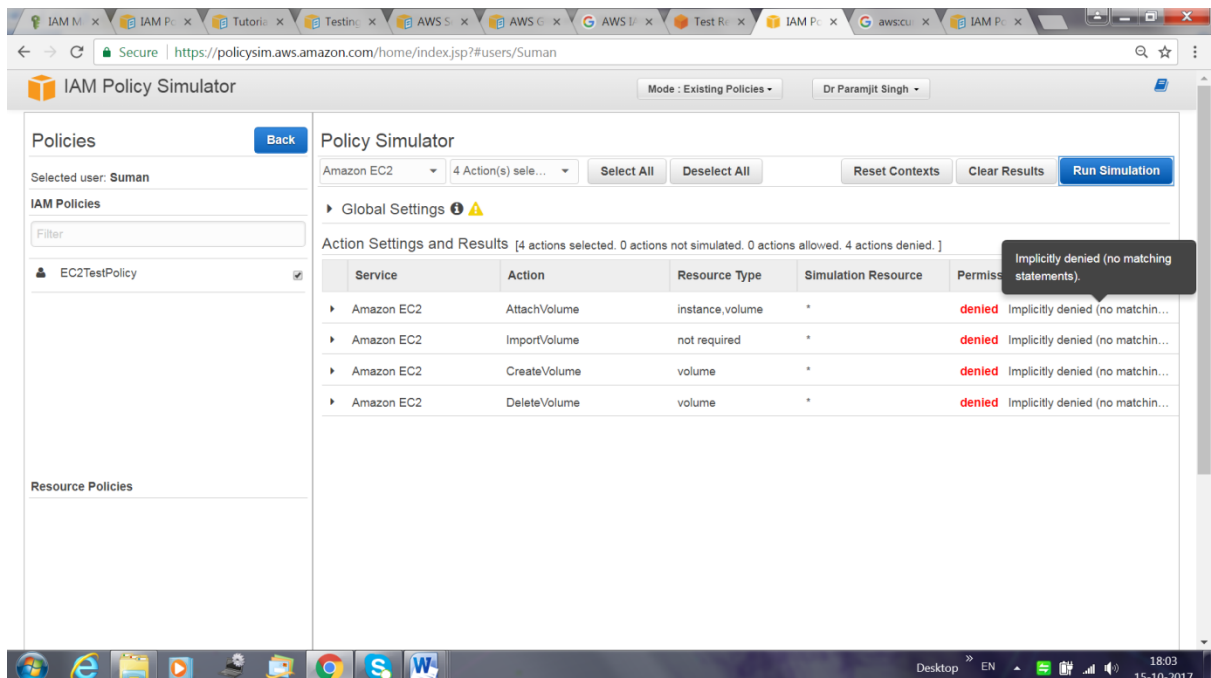 IAM M
IAM Po
Tutoria
Testing
AWS S
AWS G
AWS I
Test Re
IAM Po
aws:cu
IAM Po
Secure | https://policysim.aws.amazon.com/home/index.jsp?#users/Suman
IAM Policy Simulator
Mode : Existing Policies
Dr Paramjit Singh
Policies
Back
Selected user: Suman
IAM Policies
Filter
EC2TestPolicy
Resource Policies
Policy Simulator
Amazon EC2
4 Action(s) sele...
Select All
Deselect All
Reset Contexts
Clear Results
Run Simulation
Global Settings
Action Settings and Results [4 actions selected. 0 actions not simulated. 0 actions allowed. 4 actions denied. ]
Implicitly denied (no matching
statements).
Service Action Resource Type Simulation Resource Permiss
Amazon EC2 AttachVolume instance,volume * denied Implicitly denied (no matchin...
Amazon EC2 ImportVolume not required * denied Implicitly denied (no matchin...
Amazon EC2 CreateVolume volume * denied Implicitly denied (no matchin...
Amazon EC2 DeleteVolume volume * denied Implicitly denied (no matchin...
Desktop » EN 18:03
15-10-2017